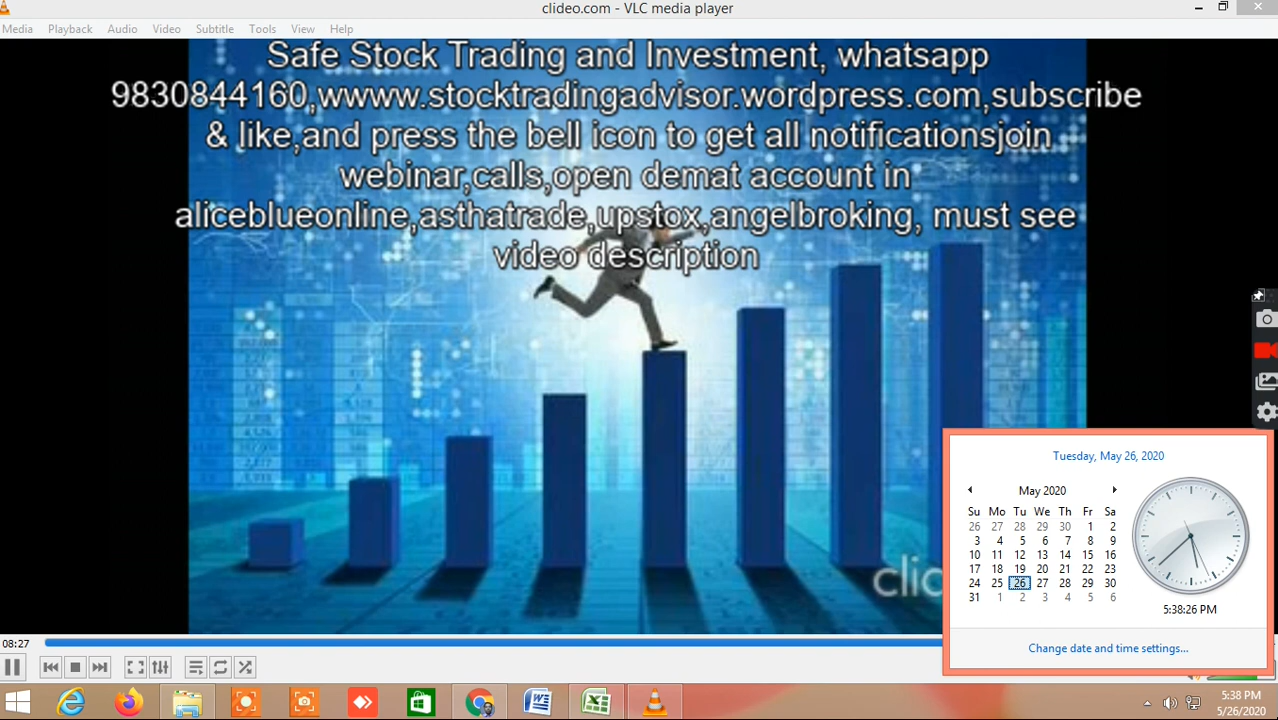 clideo.com - VLC media player
Media Playback Audio Video Subtitle Tools View Help
Safe Stock Trading and Investment, whatsapp
9830844160,wwww.stocktradingadvisor.wordpress.com,subscribe
& like,and press the bell icon to get all notificationsjoin
webinar,calls,open demat account in
aliceblueonline,asthatrade,upstox,angelbroking, must see
video description
clid
Tuesday, May 26, 2020
May 2020
Su Mo Tu We Th Fr Sa
26 27 28 29 30 1 2
3 4 5 6 7 8 9
10 11 12 13 14 15 16
17 18 19 20 21 22 23
24 25 26 27 28 29 30
31 1 2 3 4 5 6
5:38:26 PM
Change date and time settings...
08:27
5:38 PM
5/26/2020